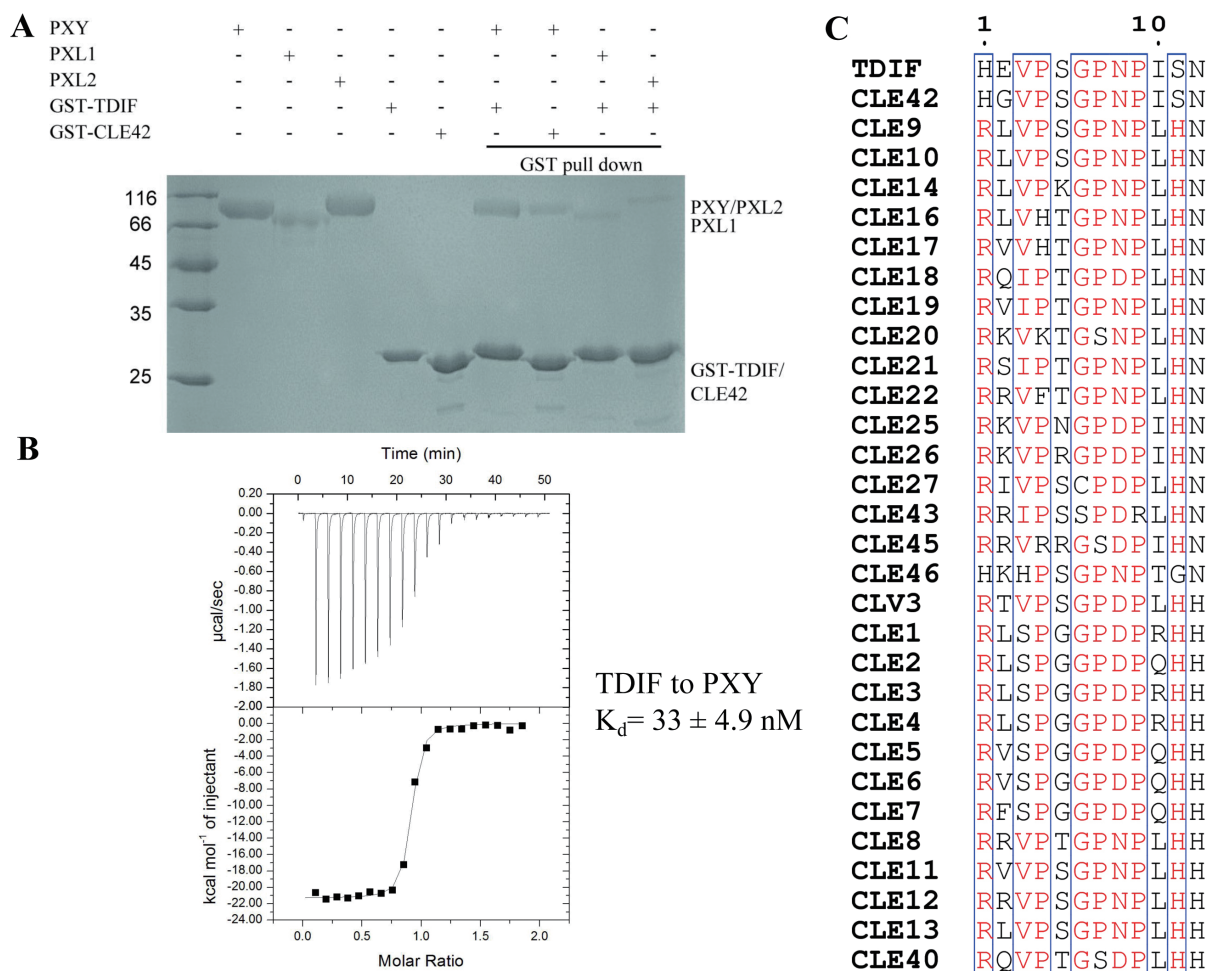 A
PXY + - - - - + + - -
PXL1 - + - - - - - + -
PXL2 - - + - - - - - +
GST-TDIF - - - + - + - + +
GST-CLE42 - - - - + - + - -
GST pull down
116
66
45
35
25
PXY/PXL2
PXL1
GST-TDIF/
CLE42
B
Time (min)
0 10 20 30 40 50
0.20
0.00
-0.20
-0.40
-0.60
-0.80
-1.00
-1.20
-1.40
-1.60
-1.80
-2.00
µcal/sec
0.00
-2.00
-4.00
-6.00
-8.00
-10.00
-12.00
-14.00
-16.00
-18.00
-20.00
-22.00
-24.00
kcal mol⁻¹ of injectant
0.0 0.5 1.0 1.5 2.0
Molar Ratio
TDIF to PXY
Kd= 33 ± 4.9 nM
C
1 10
TDIF HEVPSGPNPISN
CLE42 HGVPSGPNPISN
CLE9 RLVPSGPNPLHN
CLE10 RLVPSGPNPLHN
CLE14 RLVPKGPNPLHN
CLE16 RLVHTGPNPLHN
CLE17 RVVHTGPNPLHN
CLE18 RQIPTGPDPLHN
CLE19 RVIPTGPNPLHN
CLE20 RKVKTGSNPLHN
CLE21 RSIPTGPNPLHN
CLE22 RRVFTGPNPLHN
CLE25 RKVPNGPDPIHN
CLE26 RKVPRGPDPIHN
CLE27 RIVPSCPDPLHN
CLE43 RRIPSSPDRLHN
CLE45 RRVRRGSDPIHN
CLE46 HKHPSGPNPTGN
CLV3 RTVPSGPDPLHH
CLE1 RLSPGGPDPRHH
CLE2 RLSPGGPDPQHH
CLE3 RLSPGGPDPRHH
CLE4 RLSPGGPDPRHH
CLE5 RVSPGGPDPQHH
CLE6 RVSPGGPDPQHH
CLE7 RFSPGGPDPQHH
CLE8 RRVPTGPNPLHH
CLE11 RVVPSGPNPLHH
CLE12 RRVPSGPNPLHH
CLE13 RLVPSGPNPLHH
CLE40 RQVPTGSDPLHH